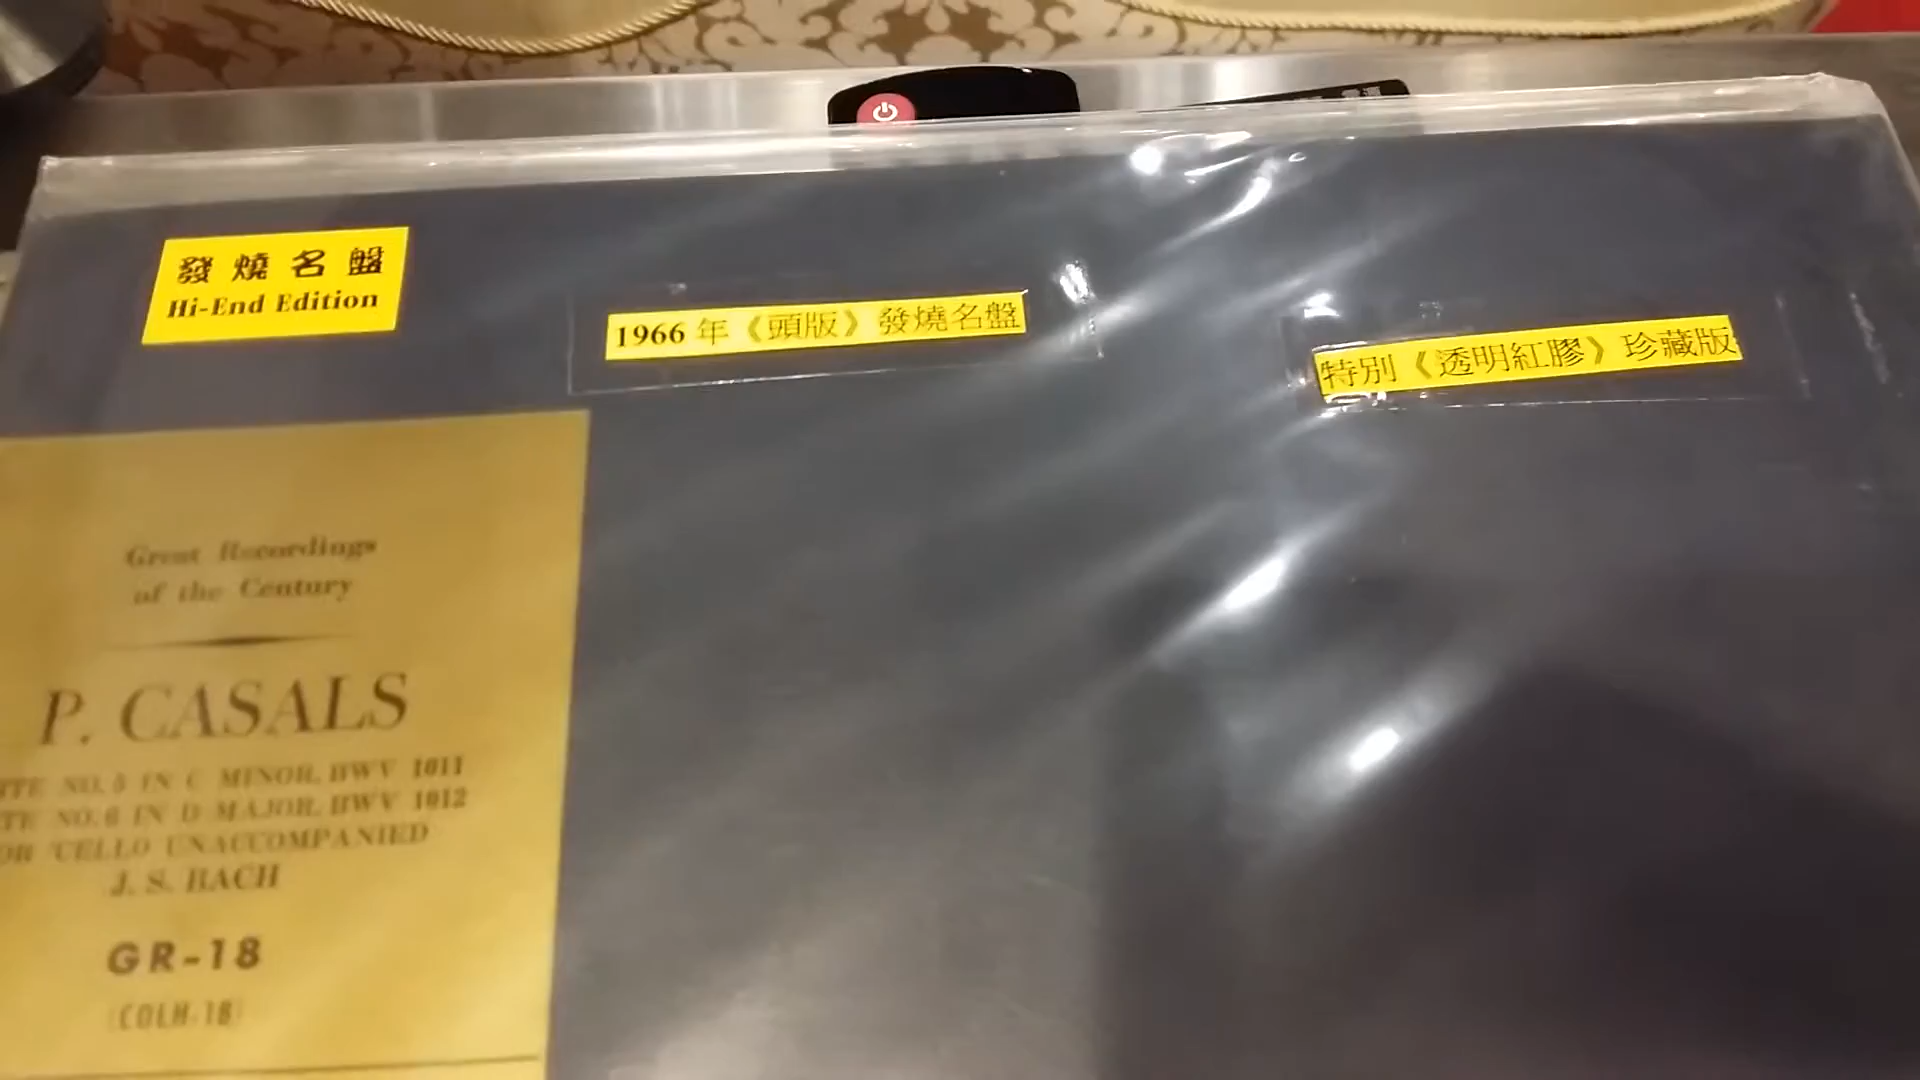 發燒名盤
Hi-End Edition
1966 年《頭版》發燒名盤
特別《透明紅膠》珍藏版
Great Recordings
of the Century
P. CASALS
NO. 5 IN C MINOR, BWV 1011
NO. 6 IN D MAJOR, BWV 1012
'CELLO UNACCOMPANIED
J. S. BACH
GR-18
(COLH-18)